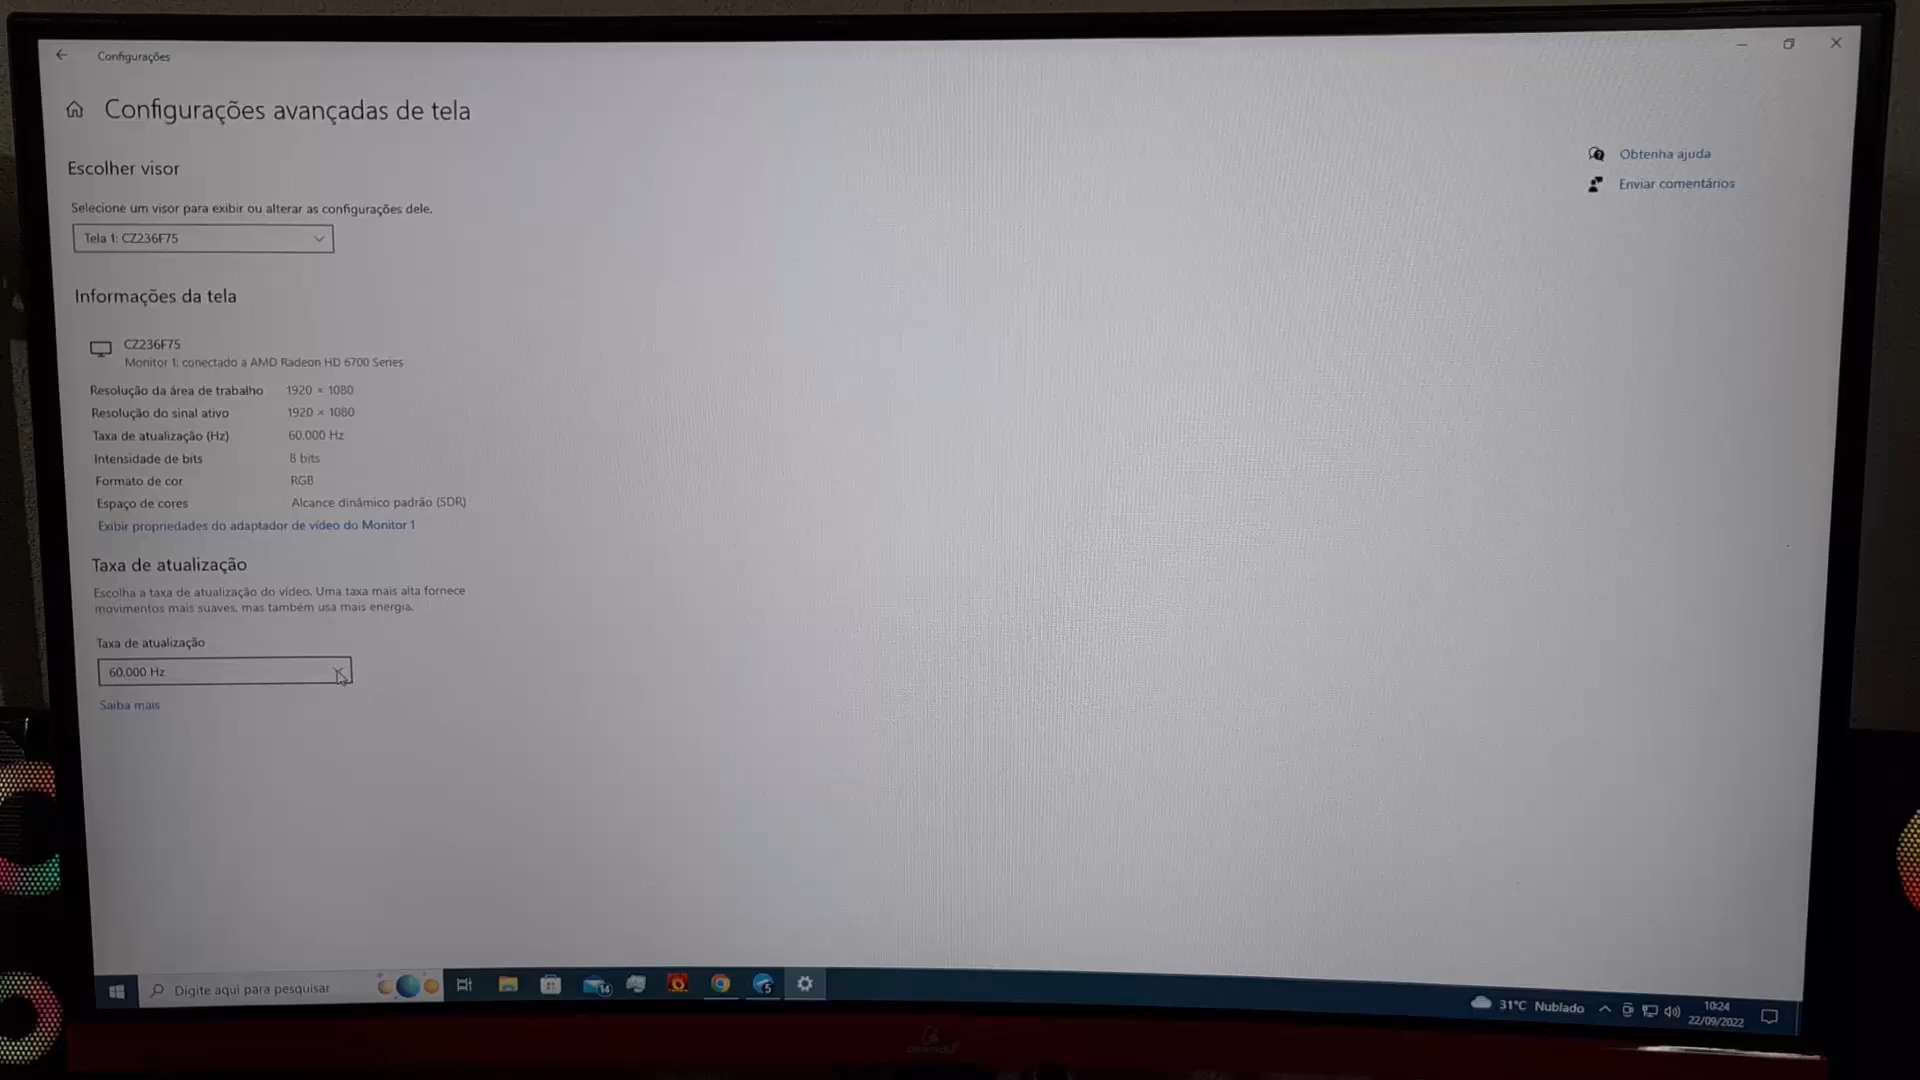 Configurações
Configurações avançadas de tela
Escolher visor
Selecione um visor para exibir ou alterar as configurações dele.
Tela 1: CZ236F75
Informações da tela
CZ236F75
Monitor 1: conectado a AMD Radeon HD 6700 Series
Resolução da área de trabalho 1920 × 1080
Resolução do sinal ativo 1920 × 1080
Taxa de atualização (Hz) 60,000 Hz
Intensidade de bits 8 bits
Formato de cor RGB
Espaço de cores Alcance dinâmico padrão (SDR)
Exibir propriedades do adaptador de vídeo do Monitor 1
Taxa de atualização
Escolha a taxa de atualização do vídeo. Uma taxa mais alta fornece
movimentos mais suaves, mas também usa mais energia.
Taxa de atualização
60,000 Hz
Saiba mais
Obtenha ajuda
Enviar comentários
Digite aqui para pesquisar
14
5
31°C Nublado
10:24
22/09/2022